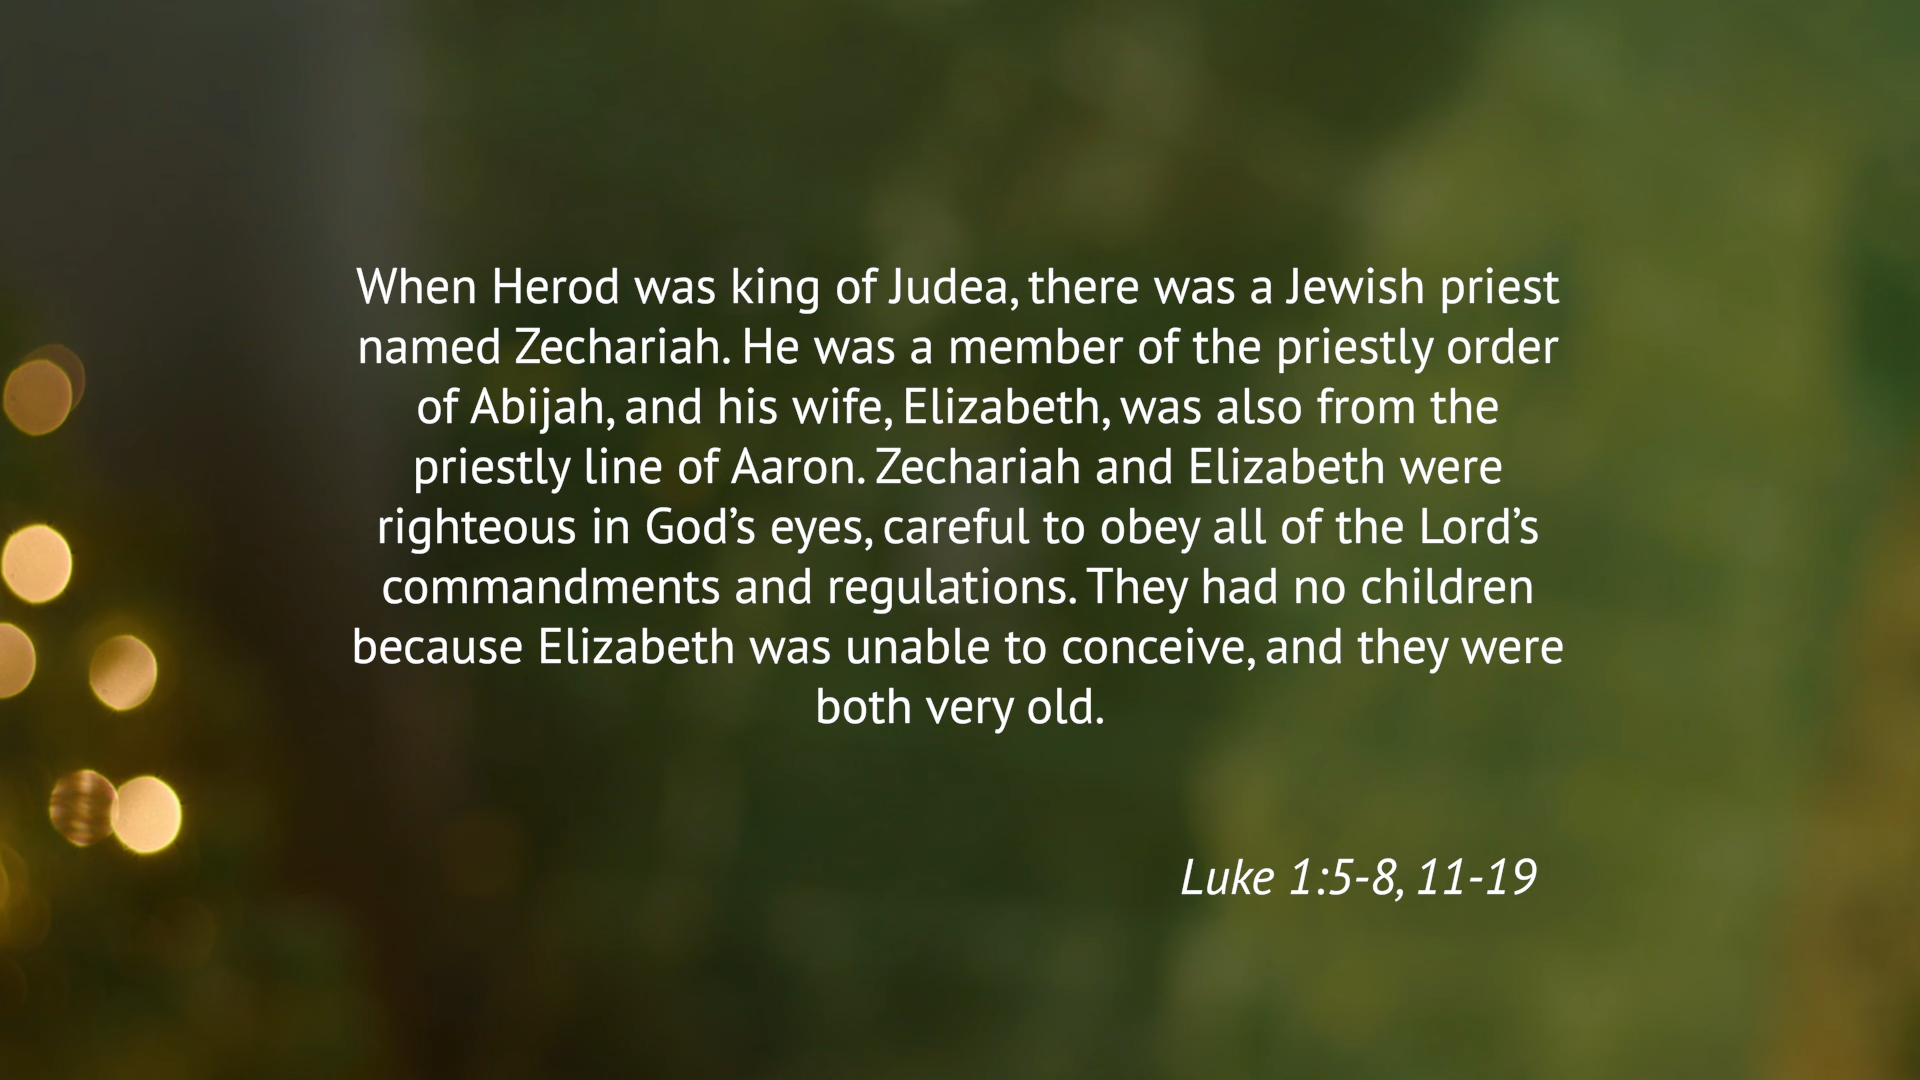 When Herod was king of Judea, there was a Jewish priest
named Zechariah. He was a member of the priestly order
of Abijah, and his wife, Elizabeth, was also from the
priestly line of Aaron. Zechariah and Elizabeth were
righteous in God’s eyes, careful to obey all of the Lord’s
commandments and regulations. They had no children
because Elizabeth was unable to conceive, and they were
both very old.
Luke 1:5-8, 11-19